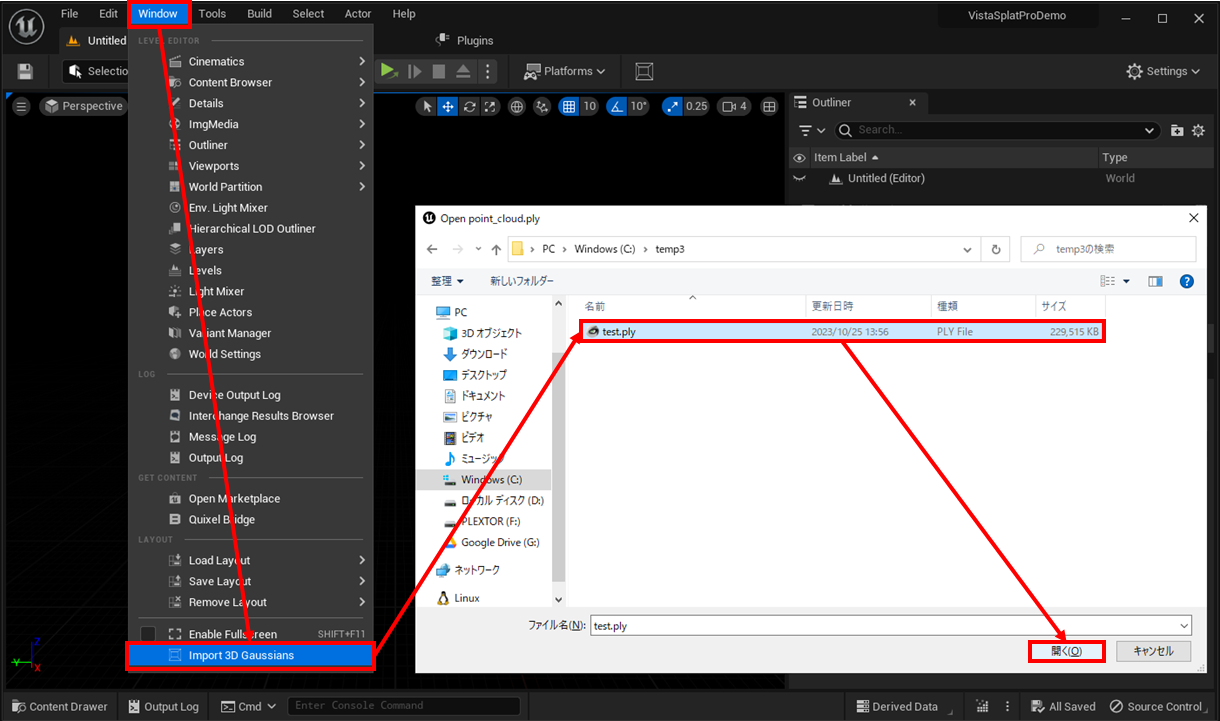 File Edit Window Tools Build Select Actor Help
VistaSplatProDemo
Untitled
Plugins
Selectio
Platforms
Settings
Perspective
10 10° 0.25 4
LEVEL EDITOR
Cinematics
Content Browser
Details
ImgMedia
Outliner
Viewports
World Partition
Env. Light Mixer
Hierarchical LOD Outliner
Layers
Levels
Light Mixer
Place Actors
Variant Manager
World Settings
LOG
Device Output Log
Interchange Results Browser
Message Log
Output Log
GET CONTENT
Open Marketplace
Quixel Bridge
LAYOUT
Load Layout
Save Layout
Remove Layout
Enable Fullscreen SHIFT+F11
Import 3D Gaussians
Outliner
Search...
Item Label Type
Untitled (Editor) World
Open point_cloud.ply
PC Windows (C:) temp3
temp3の検索
整理 新しいフォルダー
名前 更新日時 種類 サイズ
test.ply 2023/10/25 13:56 PLY File 229,515 KB
PC
3D オブジェクト
ダウンロード
デスクトップ
ドキュメント
ピクチャ
ビデオ
ミュージック
Windows (C:)
ローカル ディスク (D:)
PLEXTOR (F:)
Google Drive (G:)
ネットワーク
Linux
ファイル名(N): test.ply
開く(O) キャンセル
Z
Y
X
Content Drawer Output Log Cmd Enter Console Command Derived Data All Saved Source Control